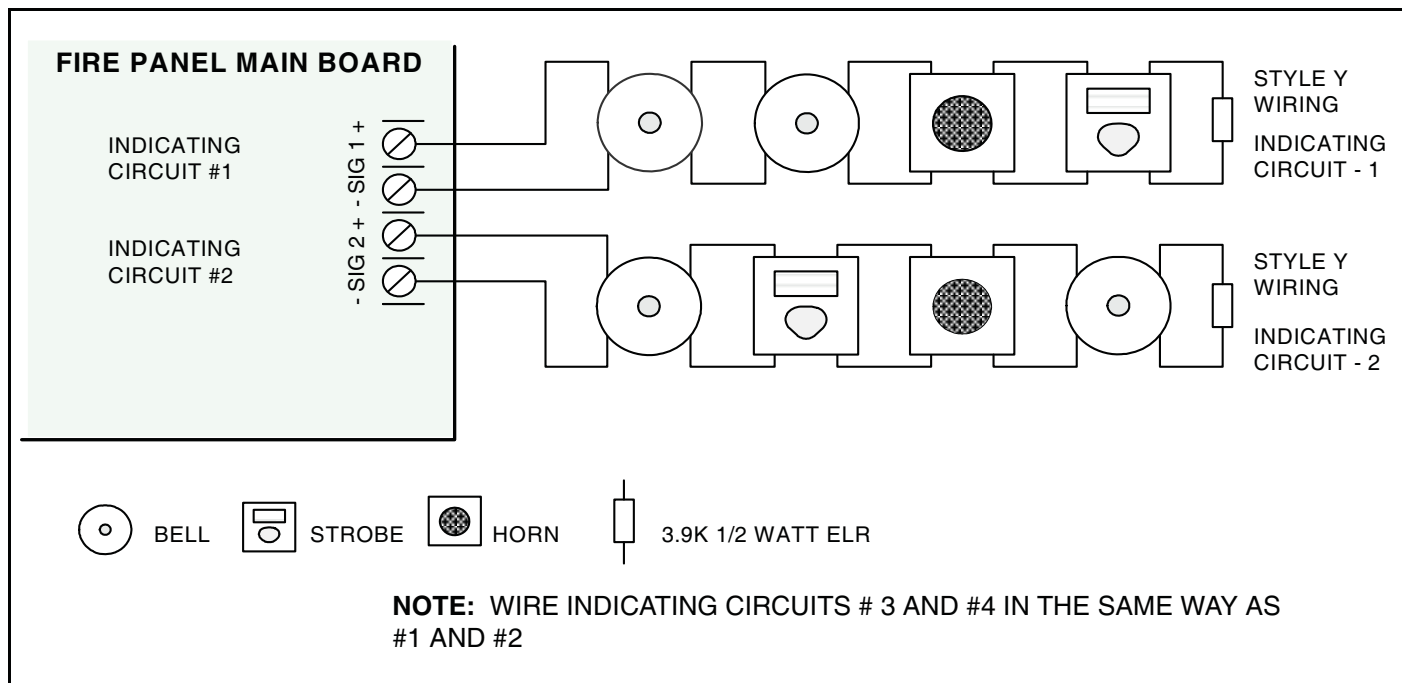 FIRE PANEL MAIN BOARD
INDICATING
CIRCUIT #1
- SIG 1 +
INDICATING
CIRCUIT #2
- SIG 2 +
STYLE Y
WIRING
INDICATING
CIRCUIT - 1
STYLE Y
WIRING
INDICATING
CIRCUIT - 2
BELL
STROBE
HORN
3.9K 1/2 WATT ELR
NOTE: WIRE INDICATING CIRCUITS # 3 AND #4 IN THE SAME WAY AS
#1 AND #2